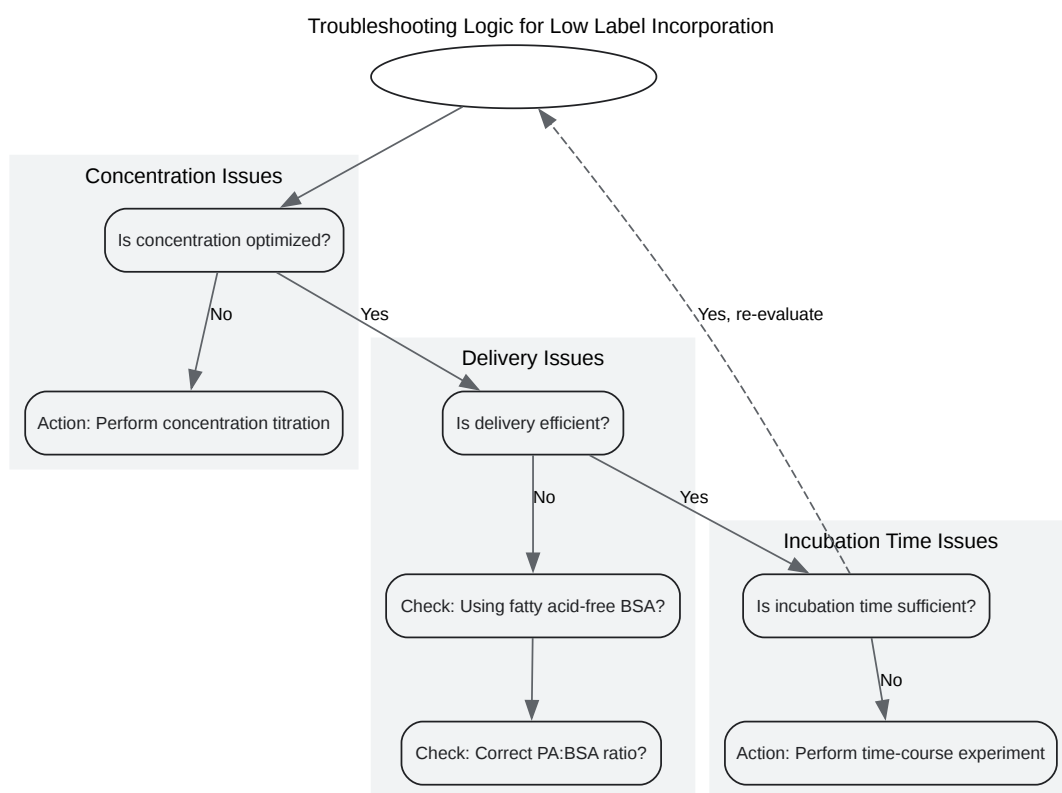 Troubleshooting Logic for Low Label Incorporation
Concentration Issues
Is concentration optimized?
No
Yes
Yes, re-evaluate
Action: Perform concentration titration
Delivery Issues
Is delivery efficient?
No
Yes
Check: Using fatty acid-free BSA?
Check: Correct PA:BSA ratio?
Incubation Time Issues
Is incubation time sufficient?
No
Action: Perform time-course experiment